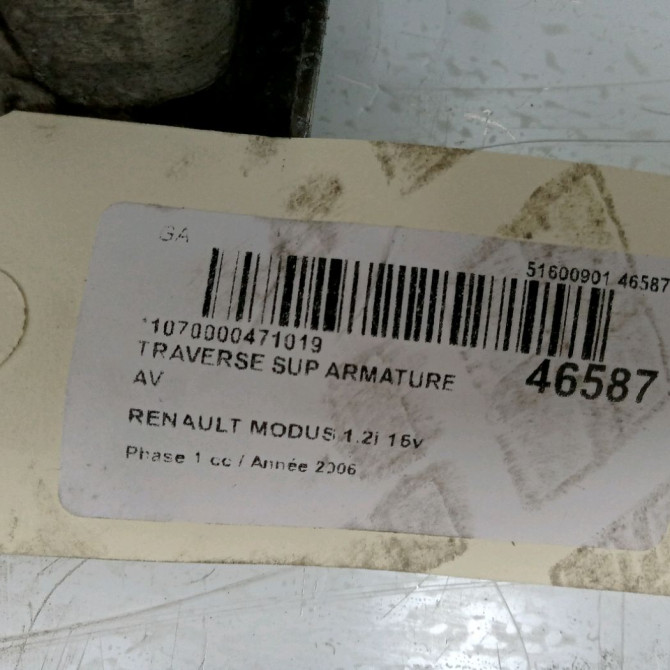 GA
51600901 46587
*1070000471019
TRAVERSE SUP ARMATURE
AV
46587
RENAULT MODUS 1.2i 16v
Phase 1 cc / Année 2006